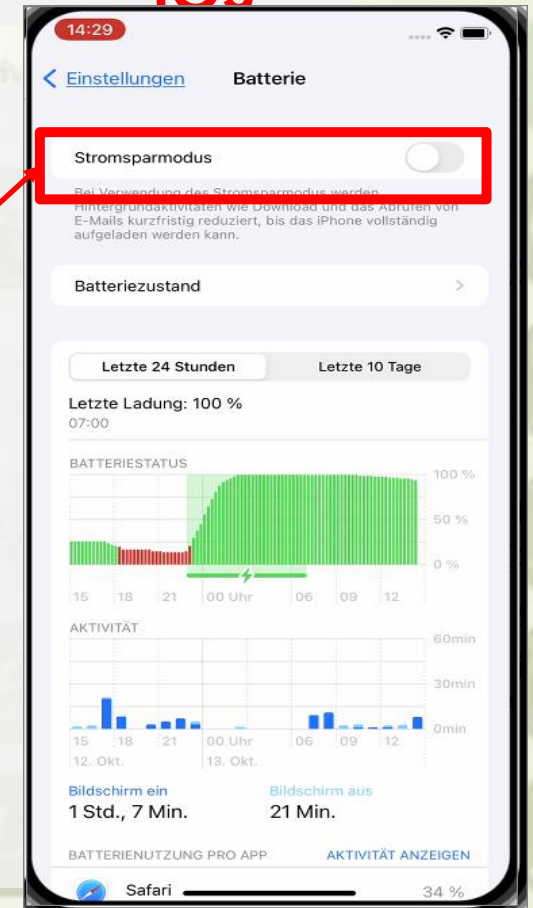 iOS
14:29
Einstellungen Batterie
Stromsparmodus
Bei Verwendung des Stromsparmodus werden
Hintergrundaktivitäten wie Download und das Abrufen von
E-Mails kurzfristig reduziert, bis das iPhone vollständig
aufgeladen werden kann.
Batteriezustand
Letzte 24 Stunden Letzte 10 Tage
Letzte Ladung: 100 %
07:00
BATTERIESTATUS
100 %
50 %
0 %
15 18 21 00 Uhr 06 09 12
AKTIVITÄT
60min
30min
0min
15 18 21 00 Uhr 06 09 12
12. Okt. 13. Okt.
Bildschirm ein Bildschirm aus
1 Std., 7 Min. 21 Min.
BATTERIENUTZUNG PRO APP AKTIVITÄT ANZEIGEN
Safari 34 %